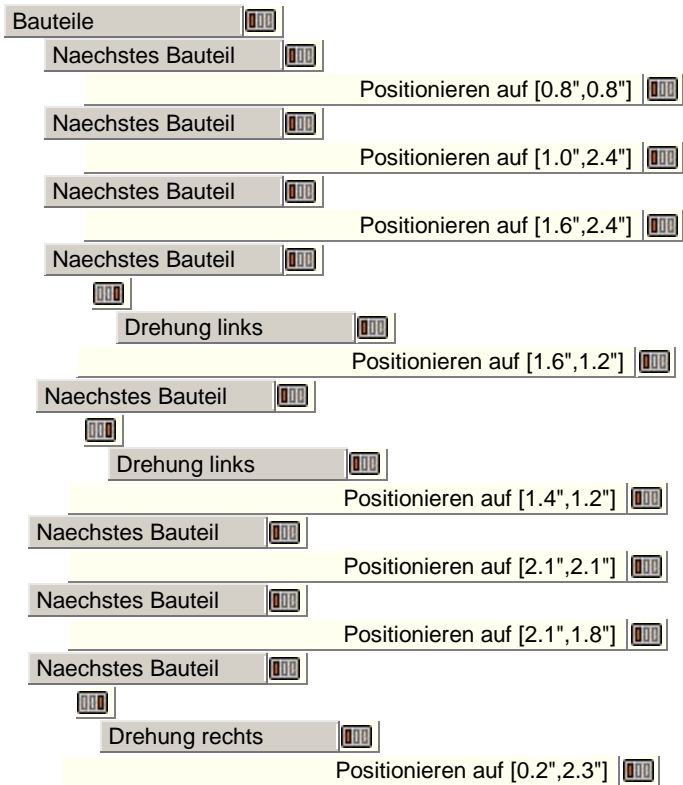 Bauteile
Naechstes Bauteil
Positionieren auf [0.8",0.8"]
Naechstes Bauteil
Positionieren auf [1.0",2.4"]
Naechstes Bauteil
Positionieren auf [1.6",2.4"]
Naechstes Bauteil
Drehung links
Positionieren auf [1.6",1.2"]
Naechstes Bauteil
Drehung links
Positionieren auf [1.4",1.2"]
Naechstes Bauteil
Positionieren auf [2.1",2.1"]
Naechstes Bauteil
Positionieren auf [2.1",1.8"]
Naechstes Bauteil
Drehung rechts
Positionieren auf [0.2",2.3"]